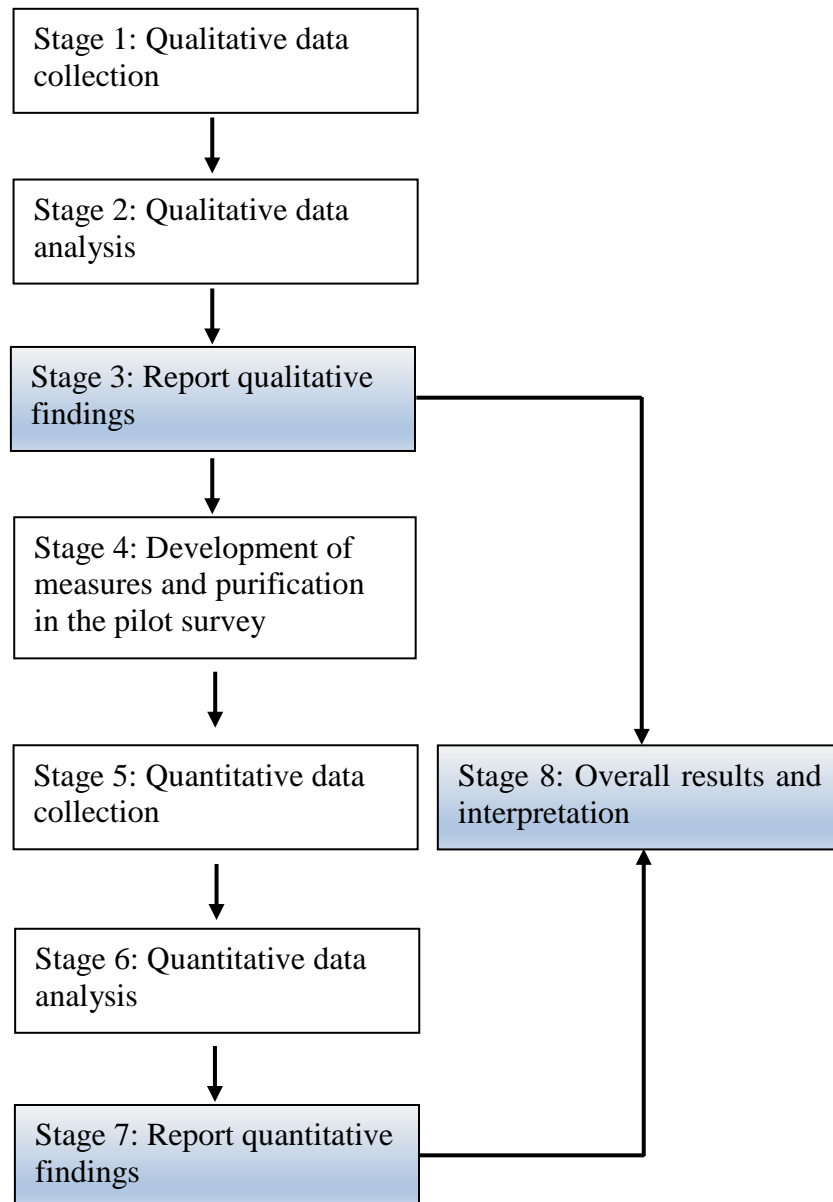 Stage 1: Qualitative data
collection
Stage 2: Qualitative data
analysis
Stage 3: Report qualitative
findings
Stage 4: Development of
measures and purification
in the pilot survey
Stage 5: Quantitative data
collection
Stage 8: Overall results and
interpretation
Stage 6: Quantitative data
analysis
Stage 7: Report quantitative
findings